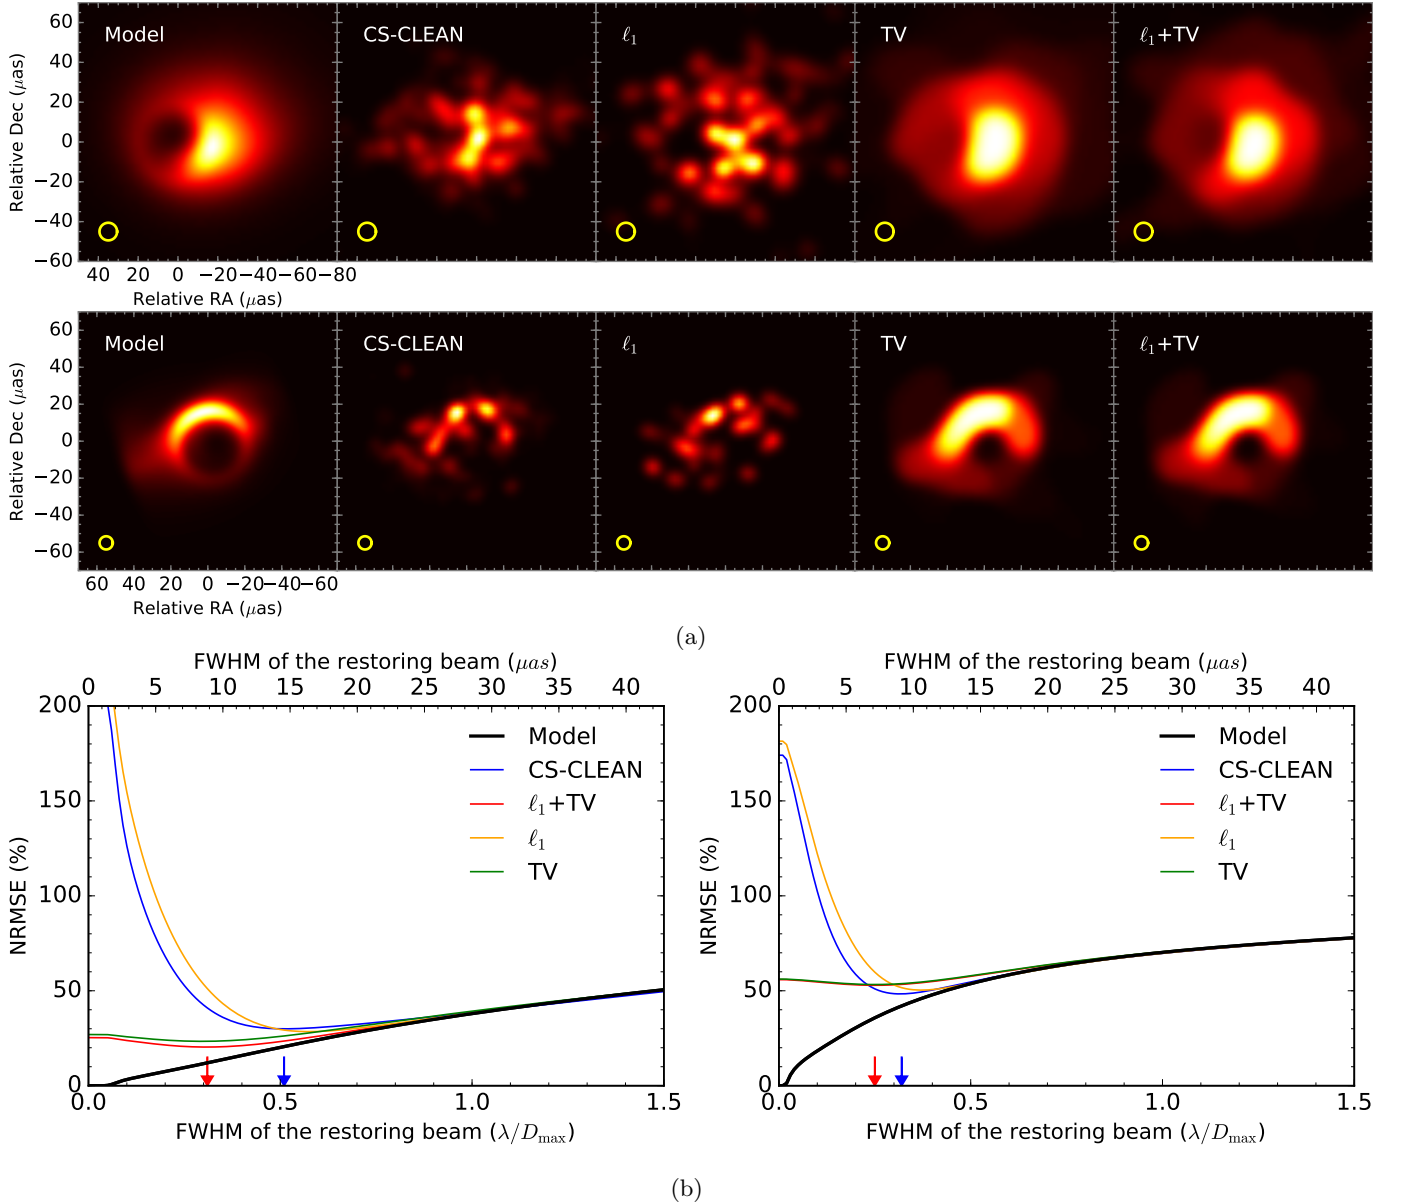 Model
CS-CLEAN
ℓ₁
TV
ℓ₁+TV
60
40
20
0
−20
−40
−60
Relative Dec (μas)
40 20 0 −20 −40 −60 −80
Relative RA (μas)
Model
CS-CLEAN
ℓ₁
TV
ℓ₁+TV
60
40
20
0
−20
−40
−60
Relative Dec (μas)
60 40 20 0 −20 −40 −60
Relative RA (μas)
(a)
FWHM of the restoring beam (μas)
0 5 10 15 20 25 30 35 40
200
150
100
50
0
NRMSE (%)
Model
CS-CLEAN
ℓ₁+TV
ℓ₁
TV
0.0 0.5 1.0 1.5
FWHM of the restoring beam (λ/D_max)
FWHM of the restoring beam (μas)
0 5 10 15 20 25 30 35 40
200
150
100
50
0
NRMSE (%)
Model
CS-CLEAN
ℓ₁+TV
ℓ₁
TV
0.0 0.5 1.0 1.5
FWHM of the restoring beam (λ/D_max)
(b)